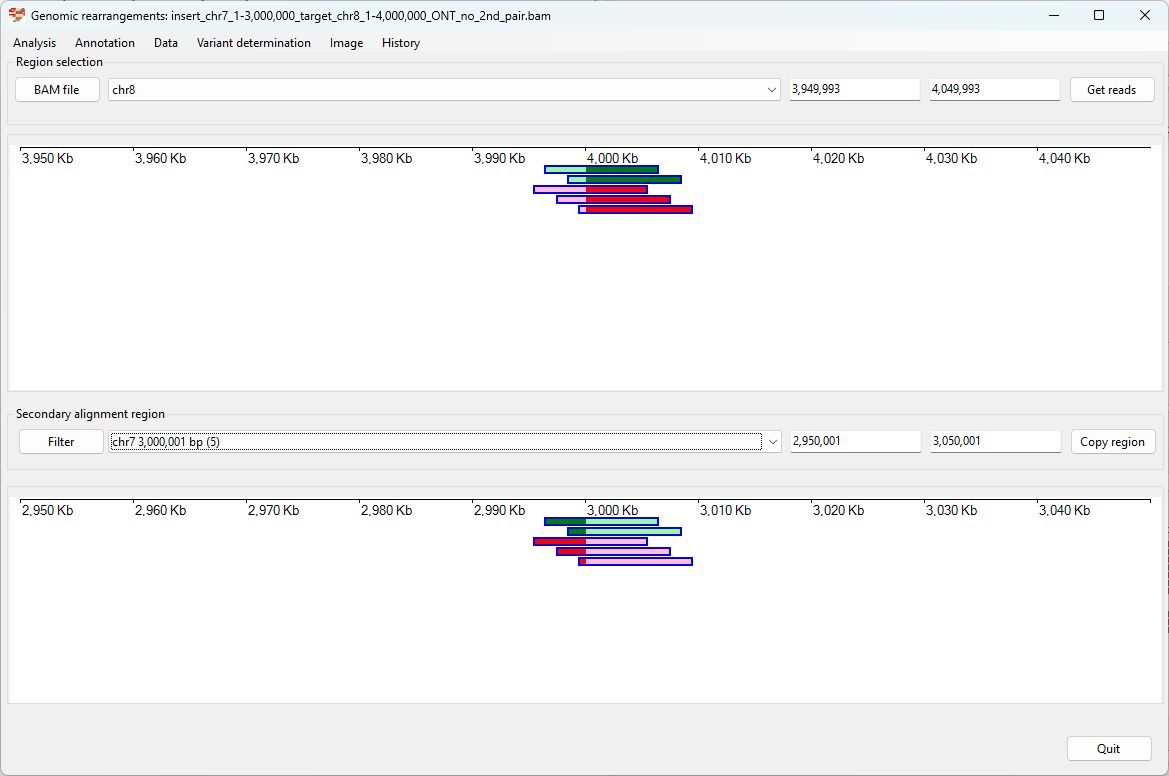 Genomic rearrangements: insert_chr7_1-3,000,000_target_chr8_1-4,000,000_ONT_no_2nd_pair.bam
Analysis Annotation Data Variant determination Image History
Region selection
BAM file chr8 3,949,993 4,049,993 Get reads
3,950 Kb 3,960 Kb 3,970 Kb 3,980 Kb 3,990 Kb 4,000 Kb 4,010 Kb 4,020 Kb 4,030 Kb 4,040 Kb
Secondary alignment region
Filter chr7 3,000,001 bp (5) 2,950,001 3,050,001 Copy region
2,950 Kb 2,960 Kb 2,970 Kb 2,980 Kb 2,990 Kb 3,000 Kb 3,010 Kb 3,020 Kb 3,030 Kb 3,040 Kb
Quit